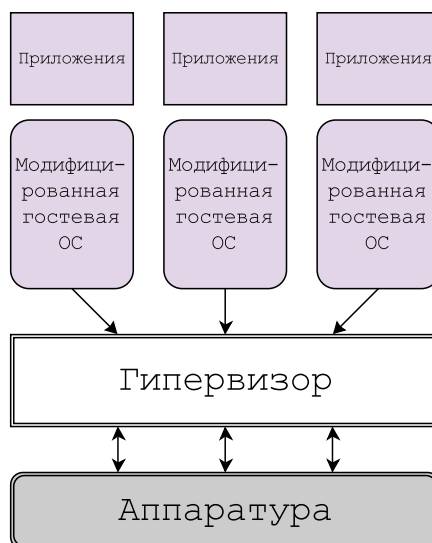 Приложения
Приложения
Приложения
Модифици-
рованная
гостевая
ОС
Модифици-
рованная
гостевая
ОС
Модифици-
рованная
гостевая
ОС
Гипервизор
Аппаратура